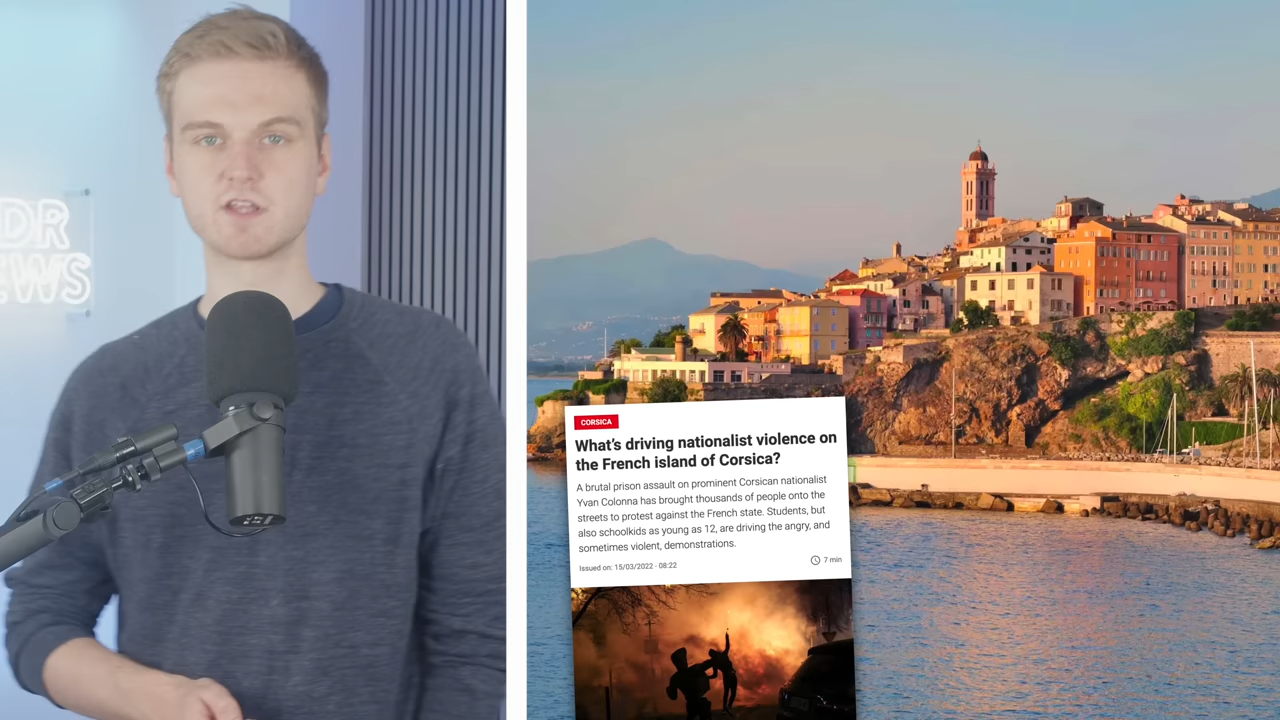 DR
EWS
CORSICA
What’s driving nationalist violence on
the French island of Corsica?
A brutal prison assault on prominent Corsican nationalist
Yvan Colonna has brought thousands of people onto the
streets to protest against the French state. Students, but
also schoolkids as young as 12, are driving the angry, and
sometimes violent, demonstrations.
Issued on: 15/03/2022 - 08:22
7 min